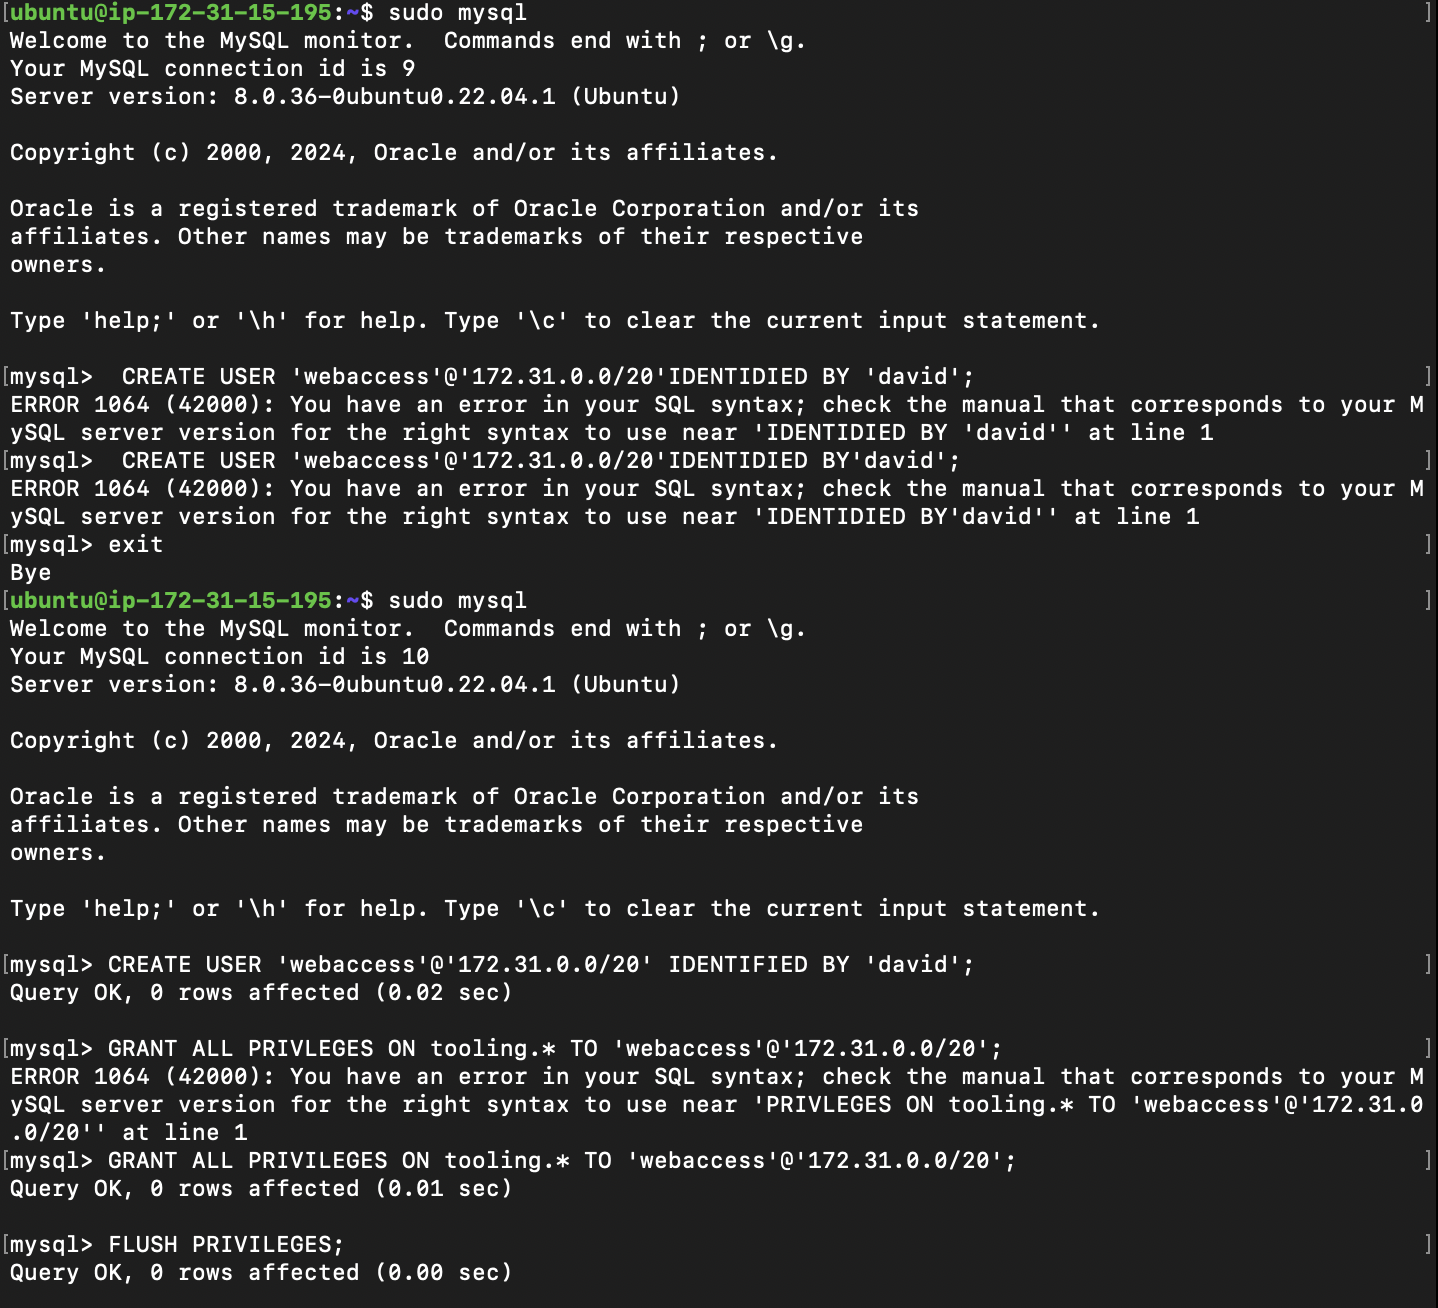 [ubuntu@ip-172-31-15-195:~$ sudo mysql ]
Welcome to the MySQL monitor.  Commands end with ; or \g.
Your MySQL connection id is 9
Server version: 8.0.36-0ubuntu0.22.04.1 (Ubuntu)
Copyright (c) 2000, 2024, Oracle and/or its affiliates.
Oracle is a registered trademark of Oracle Corporation and/or its
affiliates. Other names may be trademarks of their respective
owners.
Type 'help;' or '\h' for help. Type '\c' to clear the current input statement.
[mysql>  CREATE USER 'webaccess'@'172.31.0.0/20'IDENTIDIED BY 'david'; ]
ERROR 1064 (42000): You have an error in your SQL syntax; check the manual that corresponds to your M
ySQL server version for the right syntax to use near 'IDENTIDIED BY 'david'' at line 1
[mysql>  CREATE USER 'webaccess'@'172.31.0.0/20'IDENTIDIED BY'david'; ]
ERROR 1064 (42000): You have an error in your SQL syntax; check the manual that corresponds to your M
ySQL server version for the right syntax to use near 'IDENTIDIED BY'david'' at line 1
[mysql> exit ]
Bye
[ubuntu@ip-172-31-15-195:~$ sudo mysql ]
Welcome to the MySQL monitor.  Commands end with ; or \g.
Your MySQL connection id is 10
Server version: 8.0.36-0ubuntu0.22.04.1 (Ubuntu)
Copyright (c) 2000, 2024, Oracle and/or its affiliates.
Oracle is a registered trademark of Oracle Corporation and/or its
affiliates. Other names may be trademarks of their respective
owners.
Type 'help;' or '\h' for help. Type '\c' to clear the current input statement.
[mysql> CREATE USER 'webaccess'@'172.31.0.0/20' IDENTIFIED BY 'david'; ]
Query OK, 0 rows affected (0.02 sec)
[mysql> GRANT ALL PRIVLEGES ON tooling.* TO 'webaccess'@'172.31.0.0/20'; ]
ERROR 1064 (42000): You have an error in your SQL syntax; check the manual that corresponds to your M
ySQL server version for the right syntax to use near 'PRIVLEGES ON tooling.* TO 'webaccess'@'172.31.0
.0/20'' at line 1
[mysql> GRANT ALL PRIVILEGES ON tooling.* TO 'webaccess'@'172.31.0.0/20'; ]
Query OK, 0 rows affected (0.01 sec)
[mysql> FLUSH PRIVILEGES; ]
Query OK, 0 rows affected (0.00 sec)